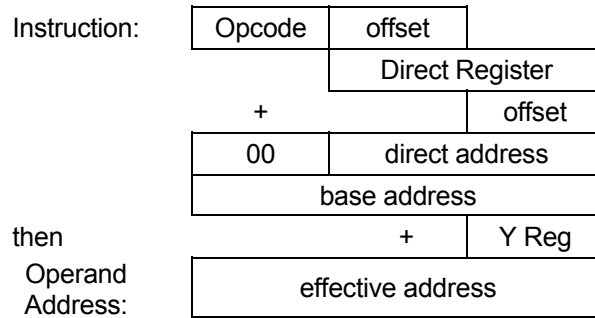 Instruction: Opcode offset
Direct Register
+ offset
00 direct address
base address
then + Y Reg
Operand Address: effective address